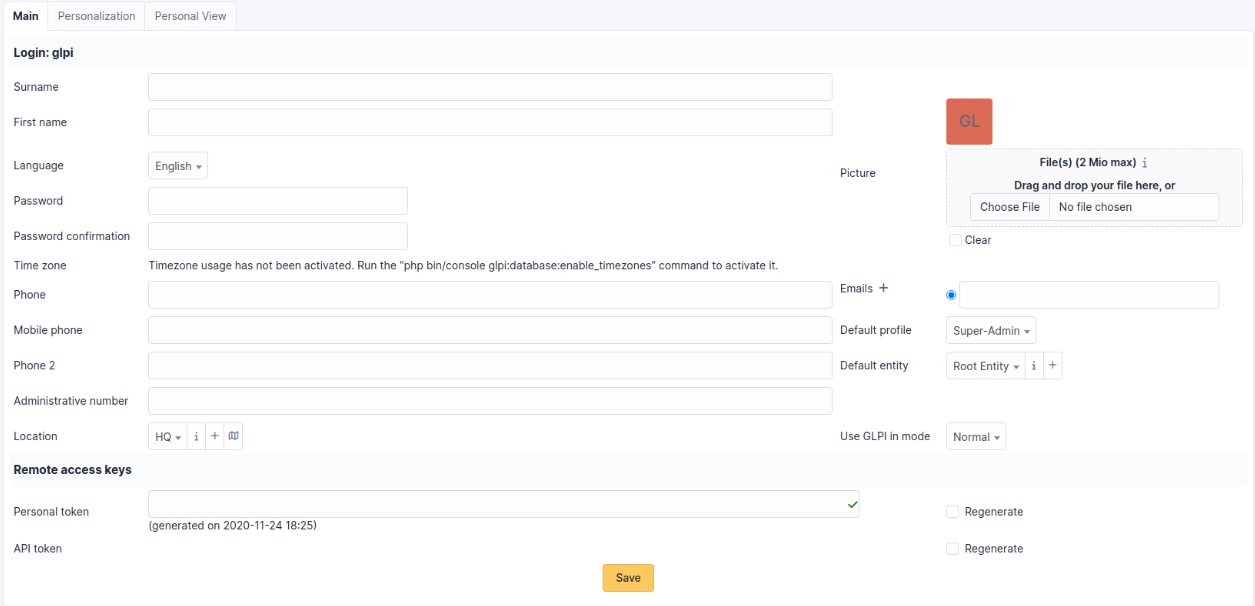 Main Personalization Personal View
Login: glpi
Surname
First name
GL
Language English
Picture
File(s) (2 Mio max) i
Drag and drop your file here, or
Choose File No file chosen
Clear
Password
Password confirmation
Time zone Timezone usage has not been activated. Run the "php bin/console glpi:database:enable_timezones" command to activate it.
Phone
Emails +
Mobile phone
Default profile Super-Admin
Phone 2
Default entity Root Entity i +
Administrative number
Location HQ i +
Use GLPI in mode Normal
Remote access keys
Personal token
(generated on 2020-11-24 18:25)
Regenerate
API token
Regenerate
Save